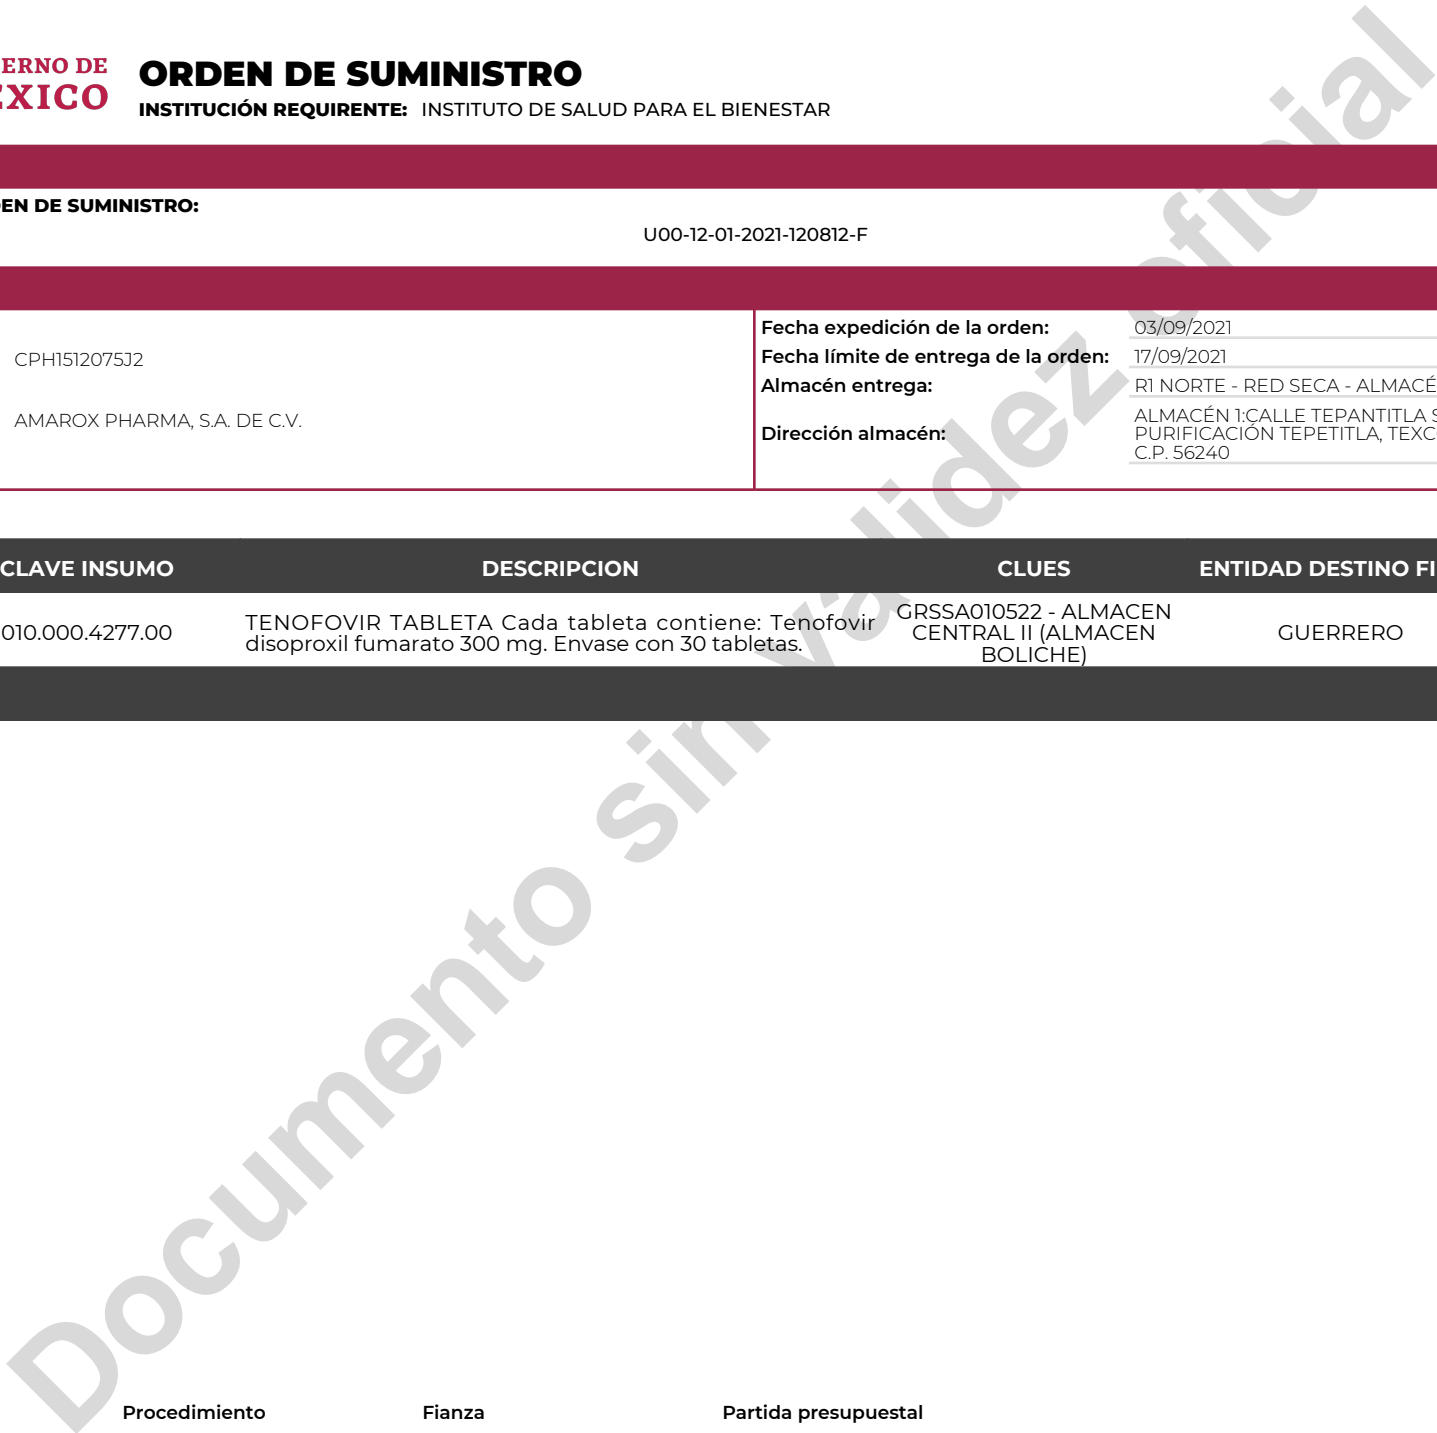 ERNO DE
EXICO
ORDEN DE SUMINISTRO
INSTITUCIÓN REQUIRENTE: INSTITUTO DE SALUD PARA EL BIENESTAR
EN DE SUMINISTRO:
U00-12-01-2021-120812-F
CPH1512075J2
AMAROX PHARMA, S.A. DE C.V.
Fecha expedición de la orden: 03/09/2021
Fecha límite de entrega de la orden: 17/09/2021
Almacén entrega: R1 NORTE - RED SECA - ALMACÉ
Dirección almacén: ALMACÉN 1:CALLE TEPANTITLA S
PURIFICACIÓN TEPETITLA, TEXC
C.P. 56240
CLAVE INSUMO DESCRIPCION CLUES ENTIDAD DESTINO FI
010.000.4277.00
TENOFOVIR TABLETA Cada tableta contiene: Tenofovir
disoproxil fumarato 300 mg. Envase con 30 tabletas.
GRSSA010522 - ALMACEN
CENTRAL II (ALMACEN
BOLICHE)
GUERRERO
Documento sin validez oficial
Procedimiento Fianza Partida presupuestal